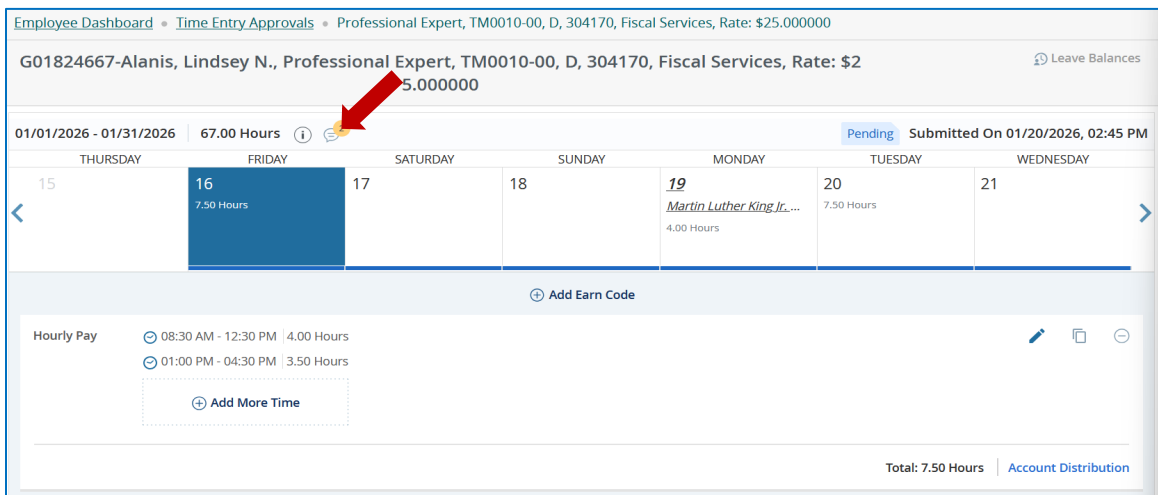 Employee Dashboard • Time Entry Approvals • Professional Expert, TM0010-00, D, 304170, Fiscal Services, Rate: $25.000000
G01824667-Alanis, Lindsey N., Professional Expert, TM0010-00, D, 304170, Fiscal Services, Rate: $2
5.000000
Leave Balances
01/01/2026 - 01/31/2026 67.00 Hours Pending Submitted On 01/20/2026, 02:45 PM
THURSDAY FRIDAY SATURDAY SUNDAY MONDAY TUESDAY WEDNESDAY
15 16 17 18 19 20 21
7.50 Hours Martin Luther King Jr. ... 7.50 Hours
4.00 Hours
Add Earn Code
Hourly Pay 08:30 AM - 12:30 PM 4.00 Hours
01:00 PM - 04:30 PM 3.50 Hours
Add More Time
Total: 7.50 Hours Account Distribution